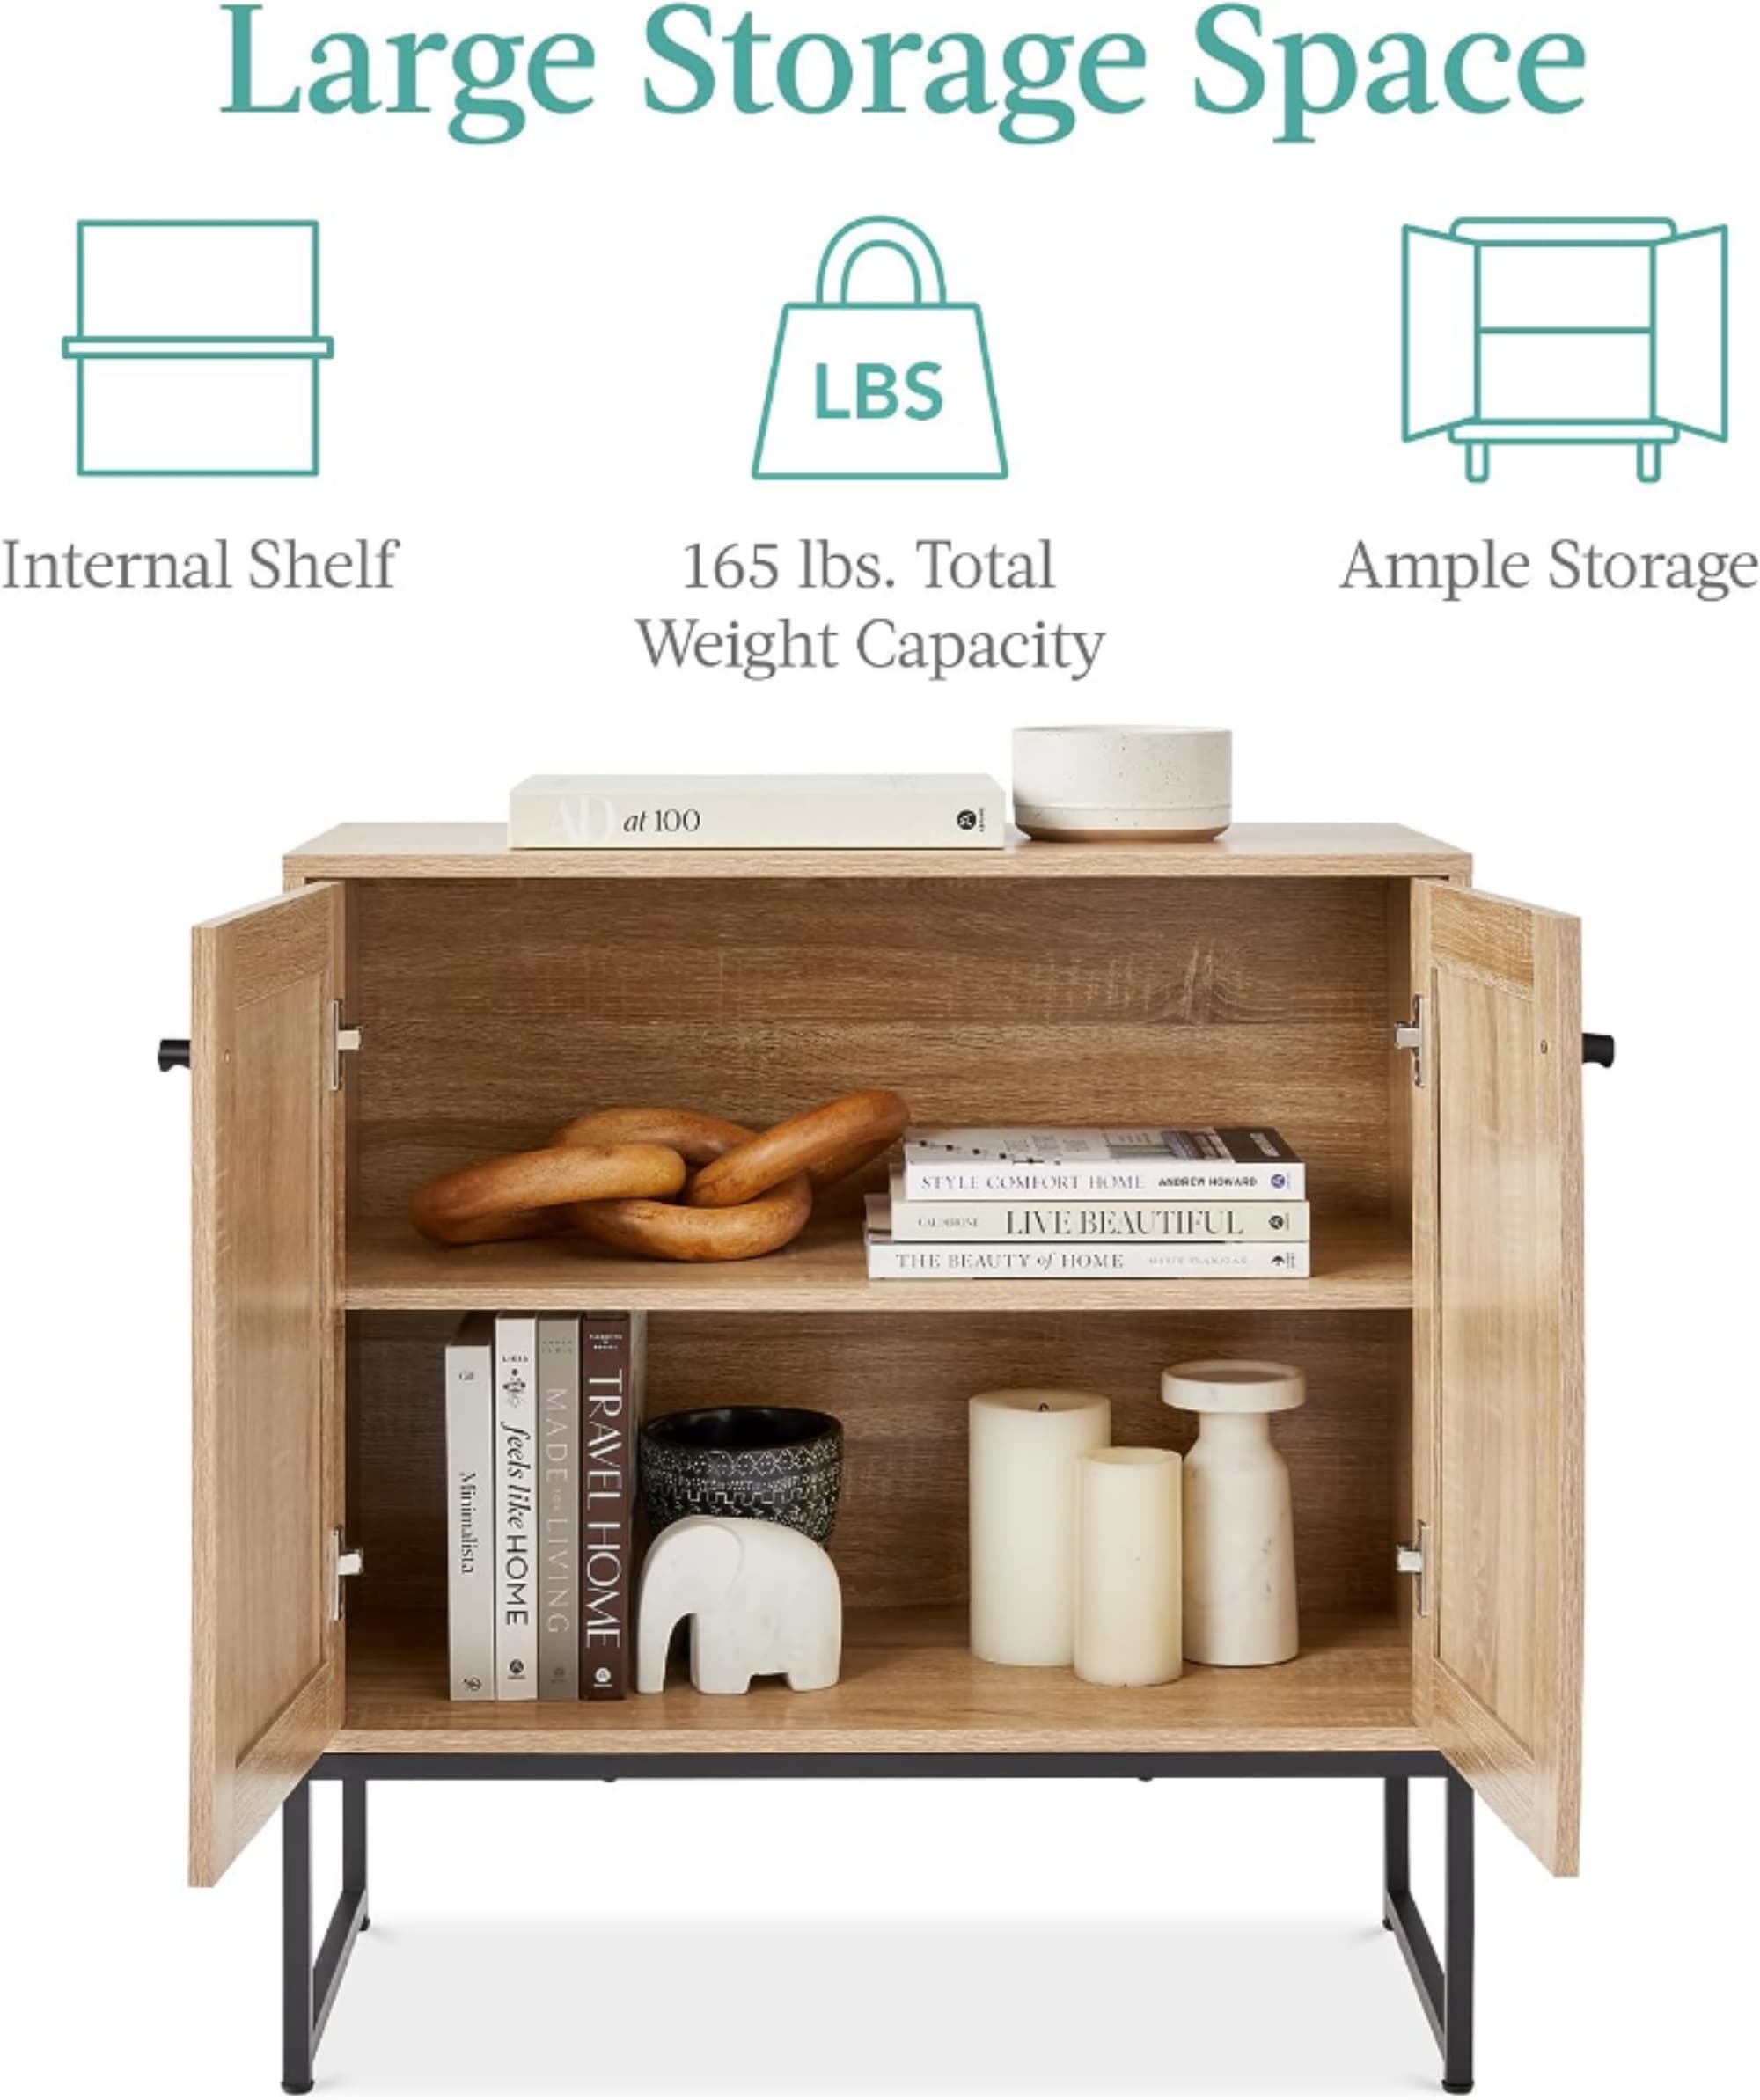 Large Storage Space
LBS
Internal Shelf
165 lbs. Total
Weight Capacity
Ample Storage
AD at 100
STYLE COMFORT HOME ANDREW HOWARD
LIVE BEAUTIFUL
THE BEAUTY of HOME
Minimalista
feels like HOME
MADE FOR LIVING
TRAVEL HOME